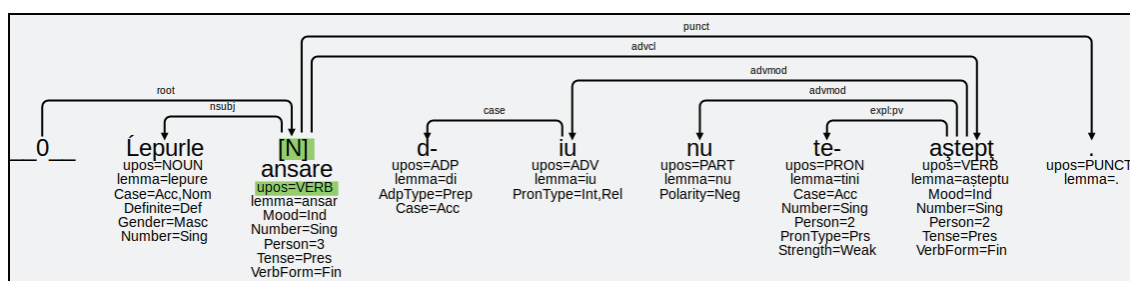 punct
advcl
advmod
root advmod
nsubj case expl:pv
__0__ Ĺepurle [N] d- iu nu te- aştepţ .
ansare
upos=NOUN upos=ADP upos=ADV upos=PART upos=PRON upos=VERB upos=PUNCT
upos=VERB
lemma=lepure lemma=di lemma=iu lemma=nu lemma=tini lemma=aşteptu lemma=.
lemma=ansar
Case=Acc,Nom AdpType=Prep PronType=Int,Rel Polarity=Neg Case=Acc Mood=Ind
Mood=Ind
Definite=Def Case=Acc Number=Sing Number=Sing
Number=Sing
Gender=Masc Person=2 Person=2
Person=3
Number=Sing PronType=Prs Tense=Pres
Tense=Pres
Strength=Weak VerbForm=Fin
VerbForm=Fin